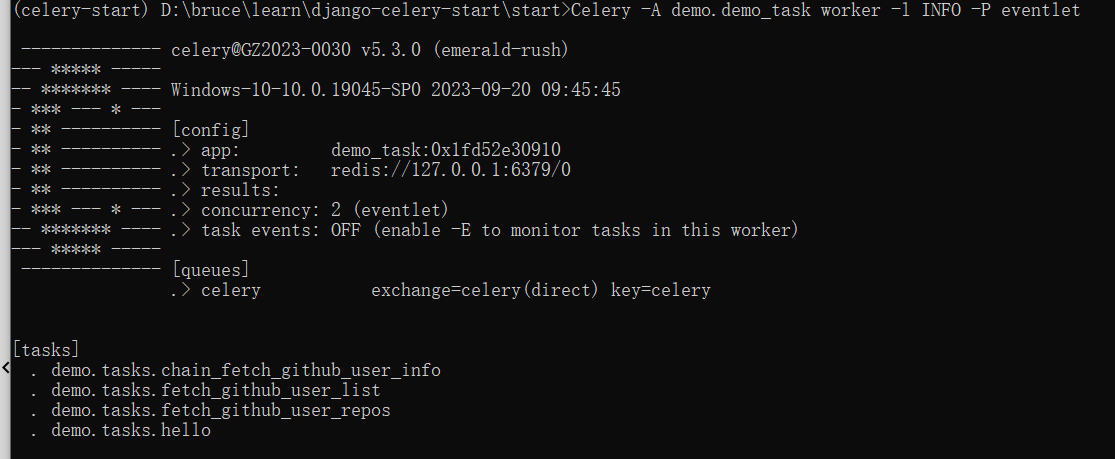 (celery-start) D:\bruce\learn\django-celery-start\start>Celery -A demo.demo_task worker -l INFO -P eventlet
 -------------- celery@GZ2023-0030 v5.3.0 (emerald-rush)
--- ***** -----
-- ******* ---- Windows-10-10.0.19045-SP0 2023-09-20 09:45:45
- *** --- * ---
- ** ---------- [config]
- ** ---------- .> app:         demo_task:0x1fd52e30910
- ** ---------- .> transport:   redis://127.0.0.1:6379/0
- ** ---------- .> results:
- *** --- * --- .> concurrency: 2 (eventlet)
-- ******* ---- .> task events: OFF (enable -E to monitor tasks in this worker)
--- ***** -----
 -------------- [queues]
                .> celery           exchange=celery(direct) key=celery
[tasks]
  . demo.tasks.chain_fetch_github_user_info
  . demo.tasks.fetch_github_user_list
  . demo.tasks.fetch_github_user_repos
  . demo.tasks.hello